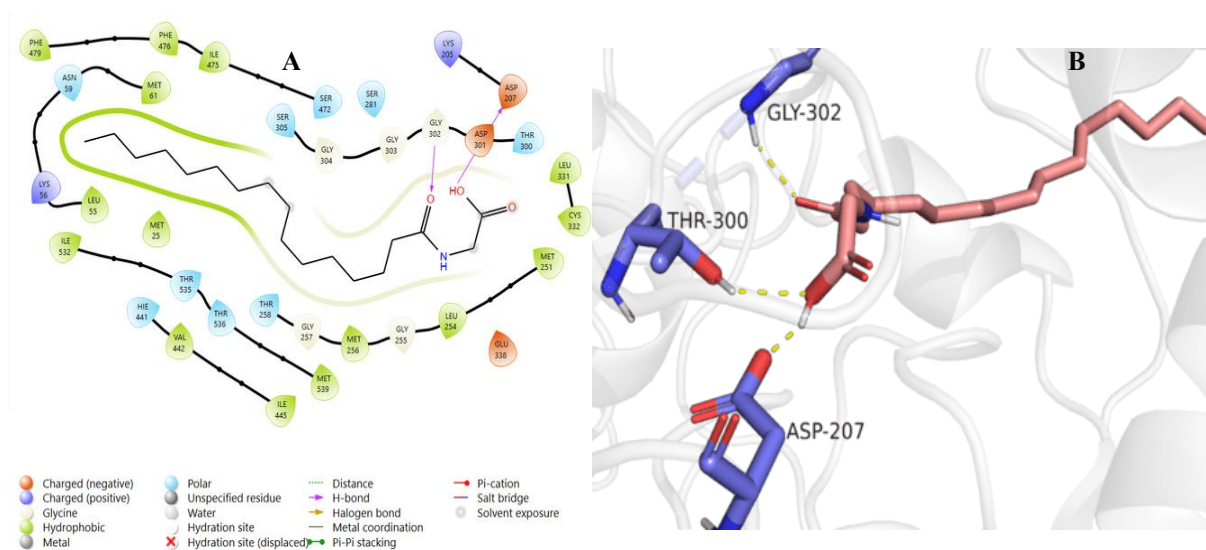 A
PHE
479
PHE
476
ILE
475
ASN
59
MET
61
SER
472
SER
281
LYS
205
ASP
207
SER
305
GLY
304
GLY
303
GLY
302
ASP
301
THR
300
LYS
56
LEU
55
MET
25
LEU
331
CYS
332
HO
O
O
N
H
ILE
532
THR
535
THR
536
HIE
441
VAL
442
ILE
445
MET
539
THR
258
GLY
257
MET
256
GLY
255
LEU
254
MET
251
GLU
338
Charged (negative)
Charged (positive)
Glycine
Hydrophobic
Metal
Polar
Unspecified residue
Water
Hydration site
Hydration site (displaced)
Distance
H-bond
Halogen bond
Metal coordination
Pi-Pi stacking
Pi-cation
Salt bridge
Solvent exposure
B
GLY-302
THR-300
ASP-207